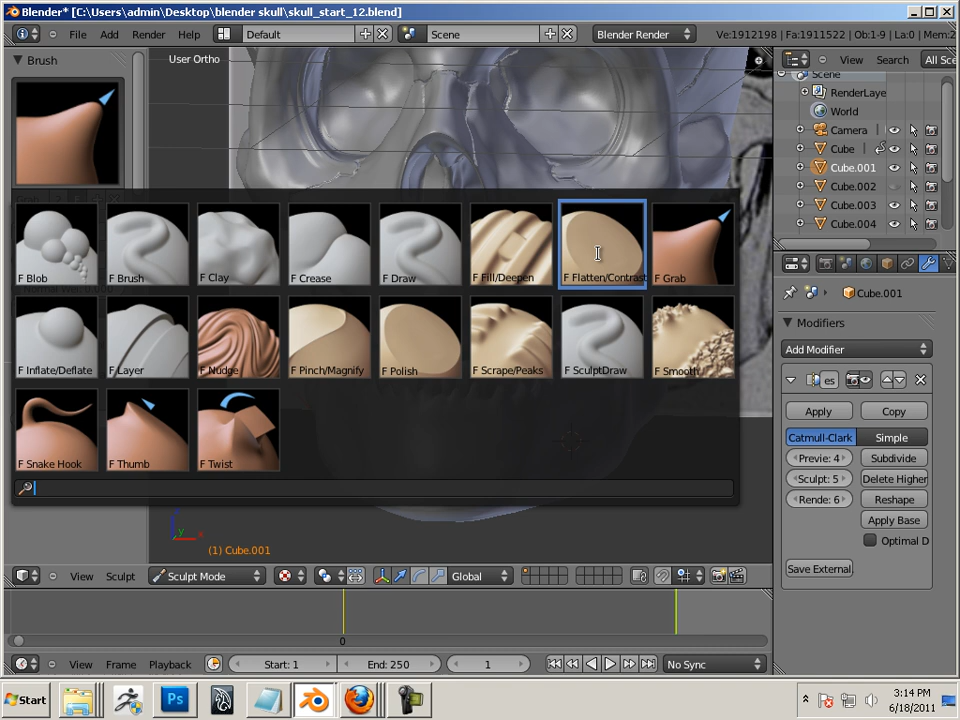 Blender* [C:\Users\admin\Desktop\blender skull\skull_start_12.blend]
File Add Render Help Default Scene Blender Render Ve:1912198 | Fa:1911522 | Ob:1-9 | La:0 | Mem:2
Brush
User Ortho
View Search All Sce
Scene
RenderLaye
World
Camera
Cube
Cube.001
Cube.002
Cube.003
Cube.004
F Blob F Brush F Clay F Crease F Draw F Fill/Deepen F Flatten/Contrast F Grab
F Inflate/Deflate F Layer F Nudge F Pinch/Magnify F Polish F Scrape/Peaks F SculptDraw F Smooth
F Snake Hook F Thumb F Twist
Cube.001
Modifiers
Add Modifier
es
Apply Copy
Catmull-Clark Simple
Previe: 4 Subdivide
Sculpt: 5 Delete Higher
Rende: 6 Reshape
Apply Base
Optimal D
Save External.
y x
(1) Cube.001
View Sculpt Sculpt Mode Global
0
View Frame Playback Start: 1 End: 250 1 No Sync
Start Ps 3:14 PM
6/18/2011